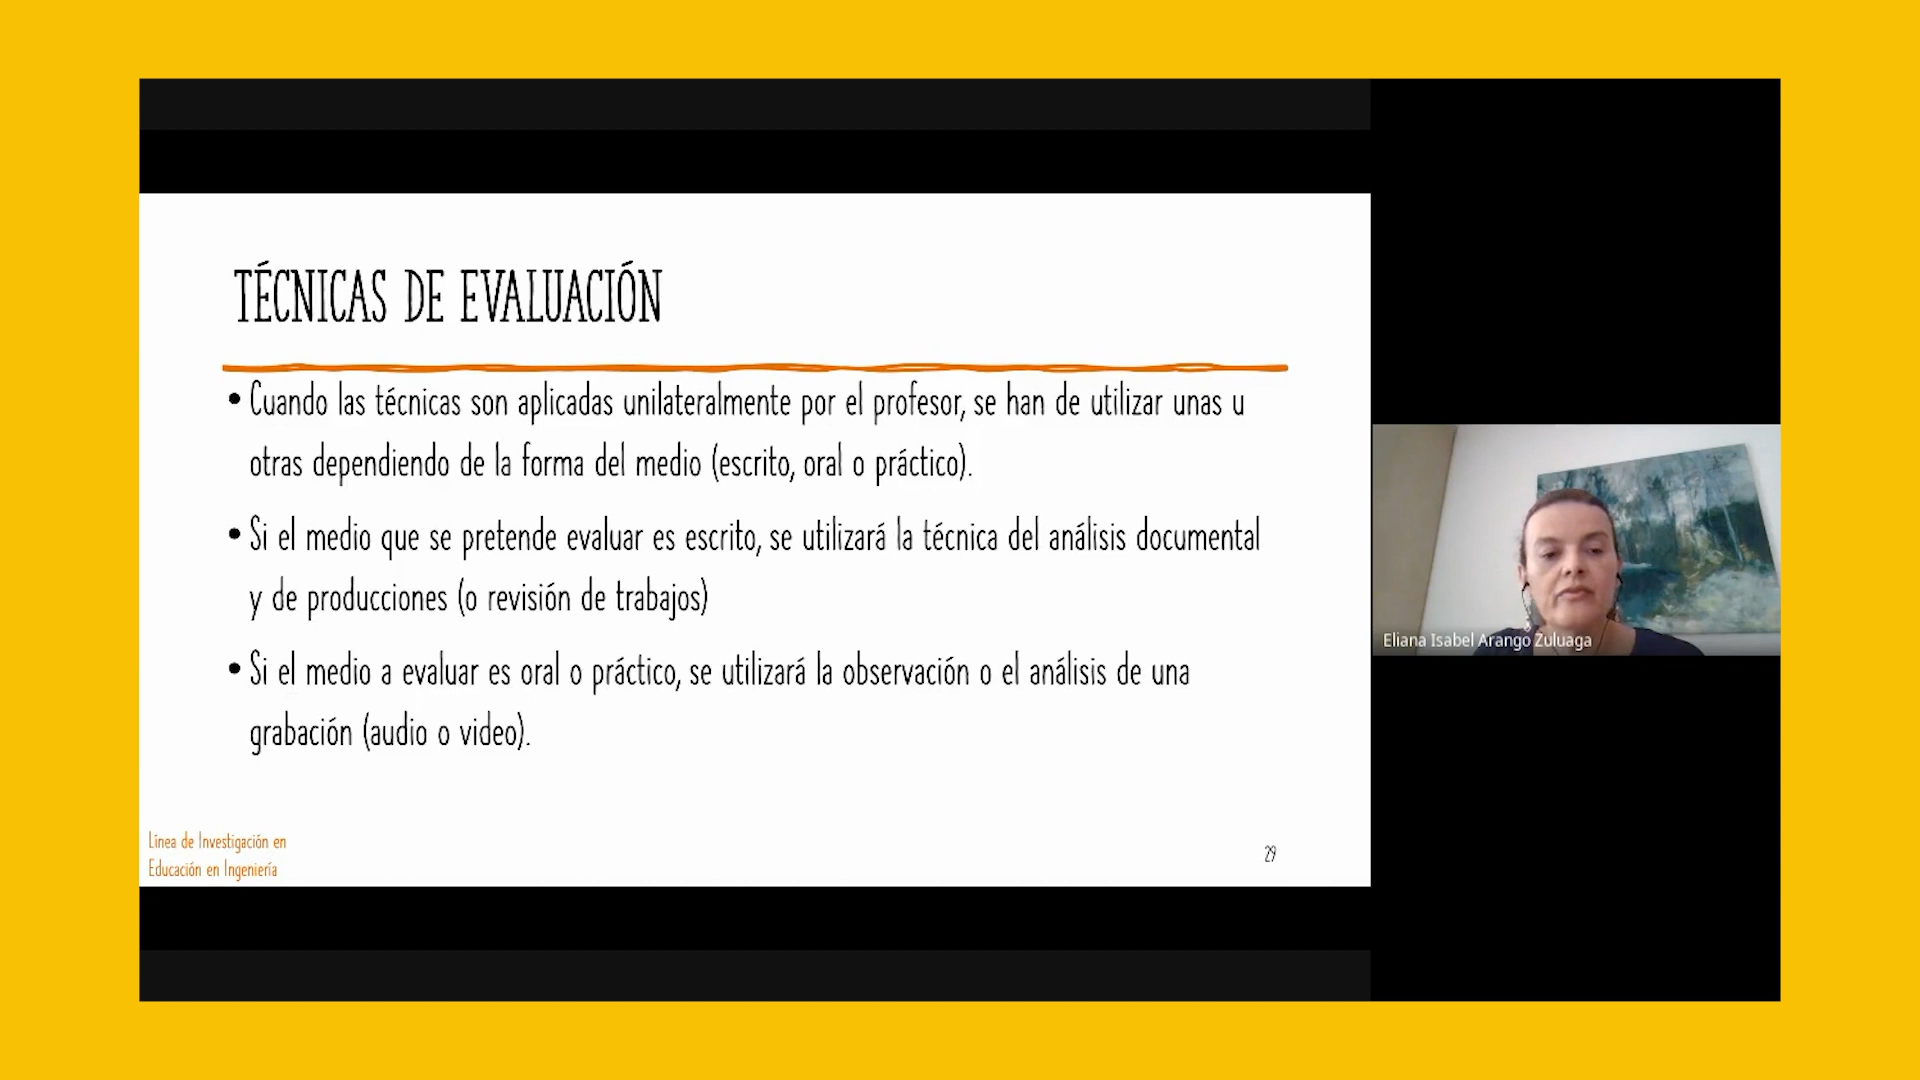 TÉCNICAS DE EVALUACIÓN
• Cuando las técnicas son aplicadas unilateralmente por el profesor, se han de utilizar unas u
otras dependiendo de la forma del medio (escrito, oral o práctico).
• Si el medio que se pretende evaluar es escrito, se utilizará la técnica del análisis documental
y de producciones (o revisión de trabajos)
• Si el medio a evaluar es oral o práctico, se utilizará la observación o el análisis de una
grabación (audio o video).
Línea de Investigación en
Educación en Ingeniería
29
Eliana Isabel Arango Zuluaga